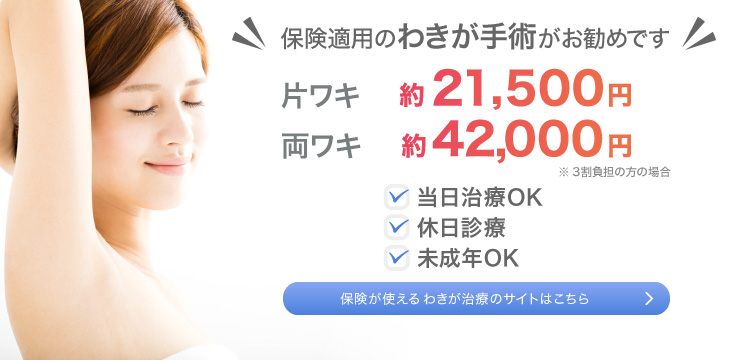 保険適用のわきが手術がお勧めです
片ワキ 約21,500円
両ワキ 約42,000円
※ 3割負担の方の場合
当日治療OK
休日診療
未成年OK
保険が使えるわきが治療のサイトはこちら